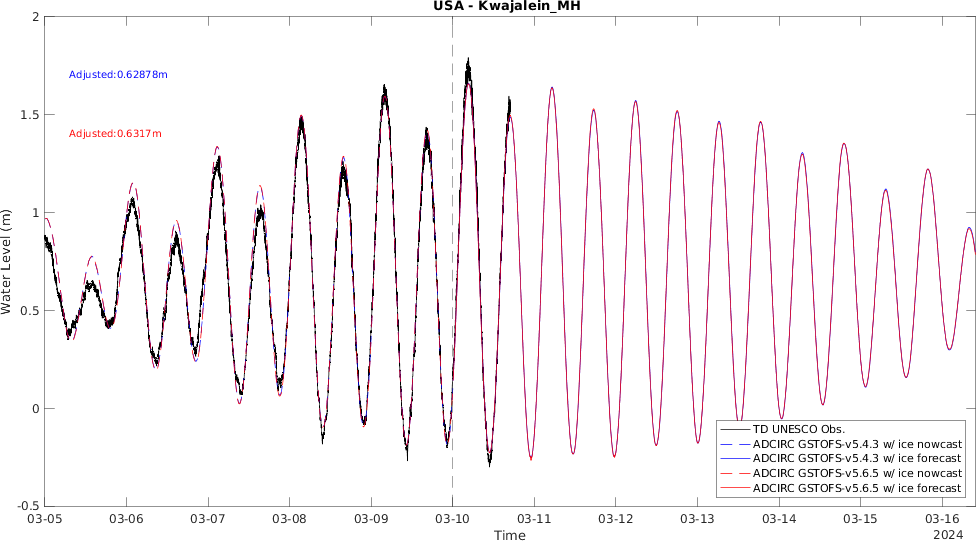 USA - Kwajalein_MH
2
Adjusted:0.62878m
1.5
Adjusted:0.6317m
1
Water Level (m)
0.5
0
TD UNESCO Obs.
ADCIRC GSTOFS-v5.4.3 w/ ice nowcast
ADCIRC GSTOFS-v5.4.3 w/ ice forecast
ADCIRC GSTOFS-v5.6.5 w/ ice nowcast
ADCIRC GSTOFS-v5.6.5 w/ ice forecast
-0.5
03-05 03-06 03-07 03-08 03-09 03-10 03-11 03-12 03-13 03-14 03-15 03-16
Time
2024